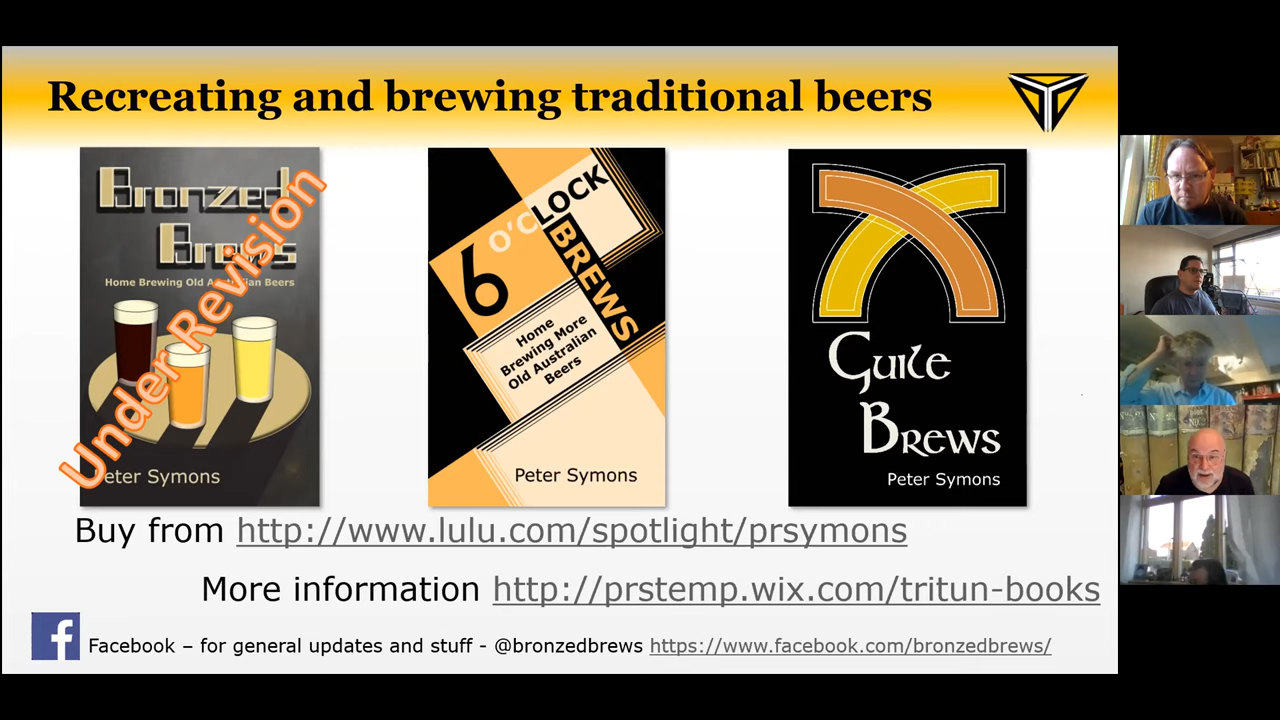 Recreating and brewing traditional beers
Bronzed
Brews
Home Brewing Old Australian Beers
Under Revision
Peter Symons
6 O'CLOCK
BREWS
Home
Brewing More
Old Australian
Beers
Peter Symons
Guile
Brews
Peter Symons
Buy from http://www.lulu.com/spotlight/prsymons
More information http://prstemp.wix.com/tritun-books
f
Facebook – for general updates and stuff - @bronzedbrews https://www.facebook.com/bronzedbrews/